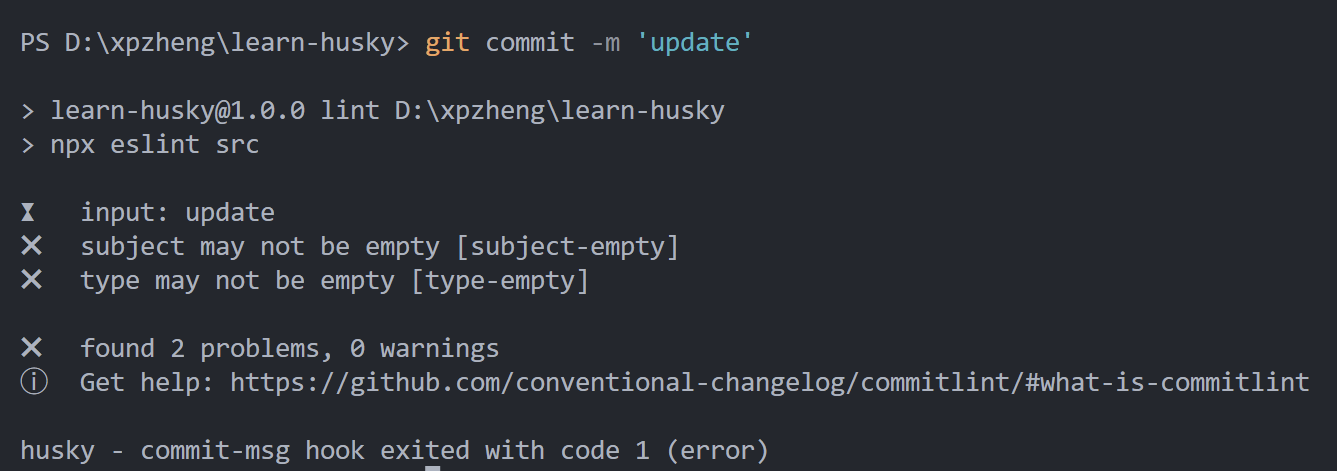 PS D:\xpzheng\learn-husky> git commit -m 'update'
> learn-husky@1.0.0 lint D:\xpzheng\learn-husky
> npx eslint src
⧗   input: update
✖   subject may not be empty [subject-empty]
✖   type may not be empty [type-empty]
✖   found 2 problems, 0 warnings
ⓘ   Get help: https://github.com/conventional-changelog/commitlint/#what-is-commitlint
husky - commit-msg hook exited with code 1 (error)